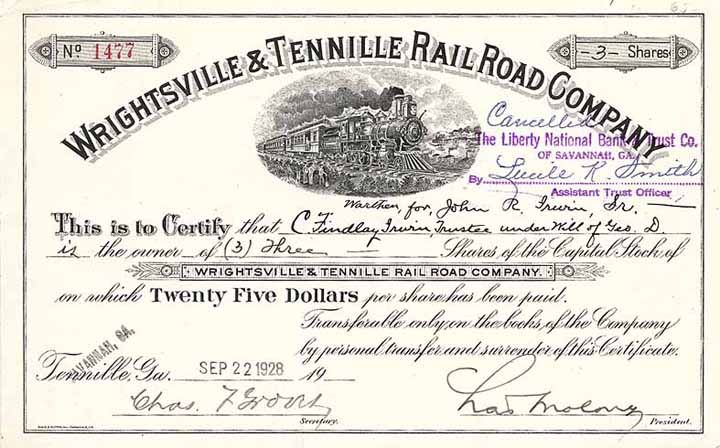 65-
No 1477
-3- Shares
WRIGHTSVILLE & TENNILLE RAIL ROAD COMPANY
Cancelled
The Liberty National Bank & Trust Co.
OF SAVANNAH, GA.
By Lucile R. Smith
Assistant Trust Officer
Warthen, for John R. Irwin, Jr.
This is to Certify that C. Findlay Irwin, Trustee under Will of Geo. D.
is the owner of (3) Three Shares of the Capital Stock of
WRIGHTSVILLE & TENNILLE RAIL ROAD COMPANY.
on which Twenty Five Dollars per share has been paid.
Transferable only on the books of the Company
by personal transfer and surrender of this Certificate.
SAVANNAH, GA.
Tennille, Ga. SEP 22 1928 19
Chas. F. Groover
Chas Molony
Secretary.
President.